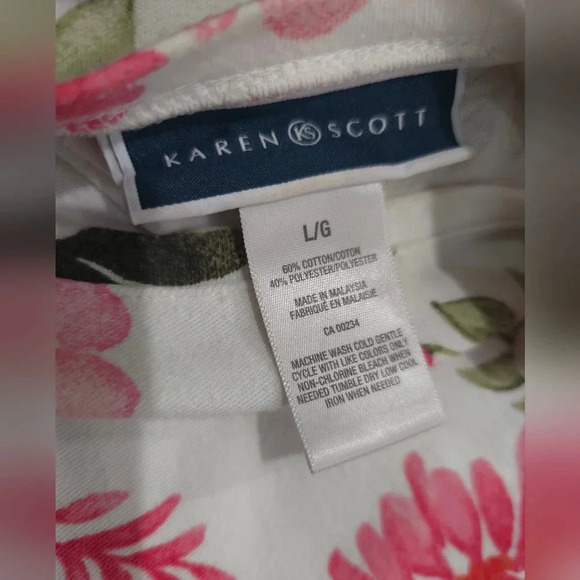 KAREN KS SCOTT
L/G
60% COTTON/COTON
40% POLYESTER/POLYESTER
MADE IN MALAYSIA
FABRIQUÉ EN MALAISIE
CA 00234
MACHINE WASH COLD GENTLE
CYCLE WITH LIKE COLORS ONLY
NON-CHLORINE BLEACH WHEN
NEEDED TUMBLE DRY LOW COOL
IRON WHEN NEEDED